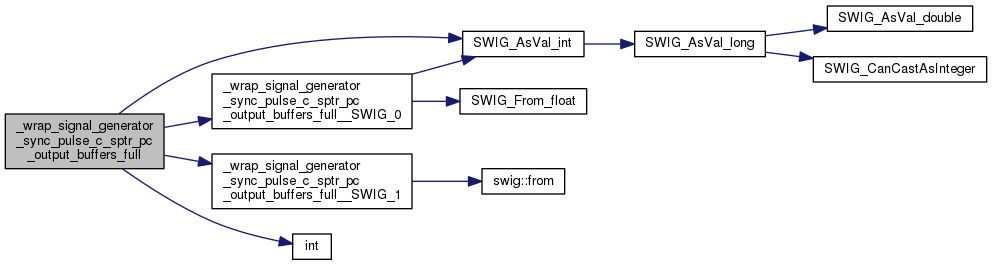 _wrap_signal_generator
_sync_pulse_c_sptr_pc
_output_buffers_full
_wrap_signal_generator
_sync_pulse_c_sptr_pc
_output_buffers_full__SWIG_0
_wrap_signal_generator
_sync_pulse_c_sptr_pc
_output_buffers_full__SWIG_1
int
SWIG_AsVal_int
SWIG_From_float
swig::from
SWIG_AsVal_long
SWIG_AsVal_double
SWIG_CanCastAsInteger